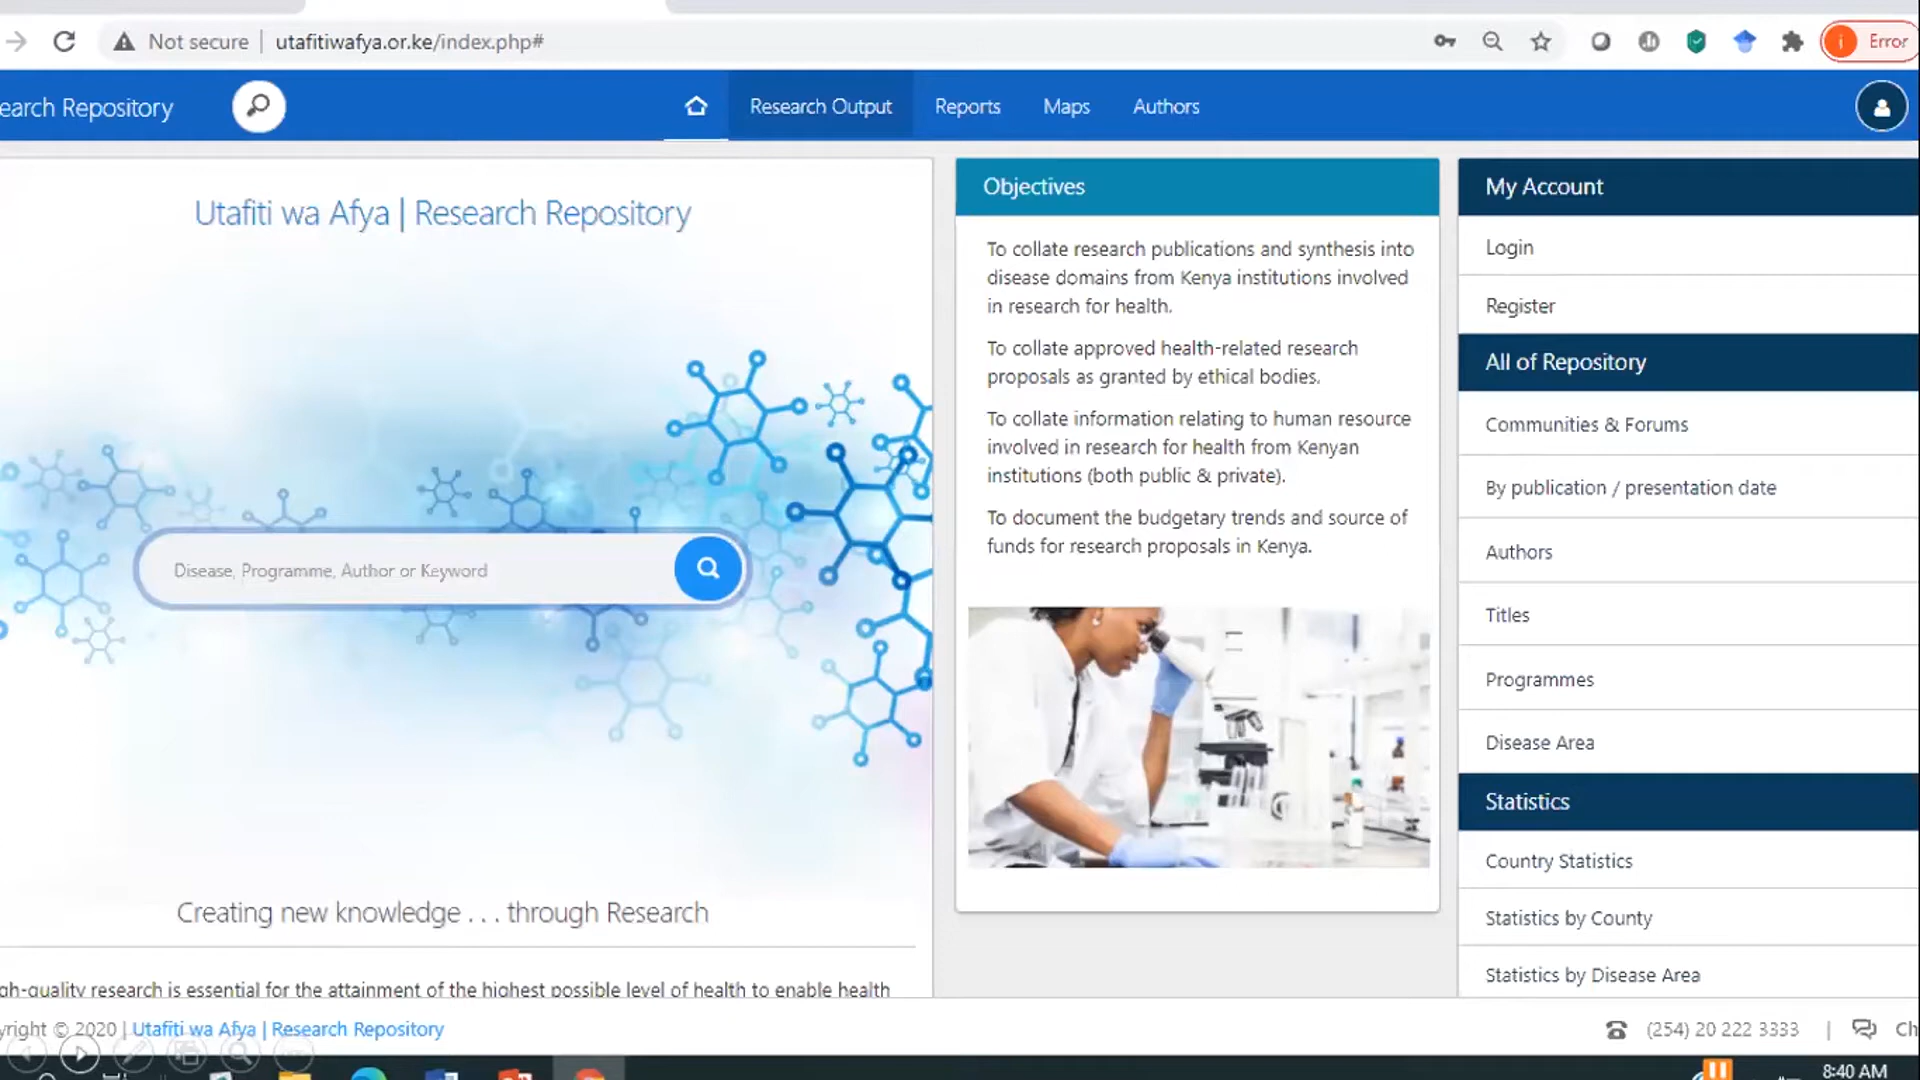 Not secure | utafitiwafya.or.ke/index.php#
Error
earch Repository
Research Output
Reports
Maps
Authors
Utafiti wa Afya | Research Repository
Disease, Programme, Author or Keyword
Creating new knowledge . . . through Research
gh-quality research is essential for the attainment of the highest possible level of health to enable health
Objectives
To collate research publications and synthesis into
disease domains from Kenya institutions involved
in research for health.
To collate approved health-related research
proposals as granted by ethical bodies.
To collate information relating to human resource
involved in research for health from Kenyan
institutions (both public & private).
To document the budgetary trends and source of
funds for research proposals in Kenya.
My Account
Login
Register
All of Repository
Communities & Forums
By publication / presentation date
Authors
Titles
Programmes
Disease Area
Statistics
Country Statistics
Statistics by County
Statistics by Disease Area
yright © 2020 | Utafiti wa Afya | Research Repository
(254) 20 222 3333 | Ch
8:40 AM